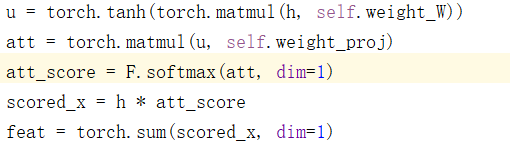 u = torch.tanh(torch.matmul(h, self.weight_W))
att = torch.matmul(u, self.weight_proj)
att_score = F.softmax(att, dim=1)
scored_x = h * att_score
feat = torch.sum(scored_x, dim=1)